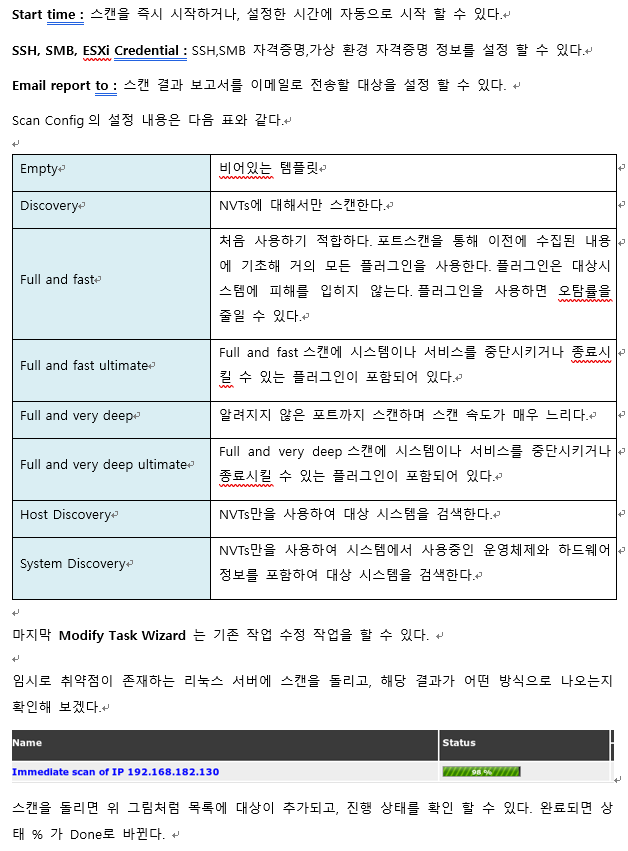 Start time : 스캔을 즉시 시작하거나, 설정한 시간에 자동으로 시작 할 수 있다.
SSH, SMB, ESXi Credential : SSH,SMB 자격증명,가상 환경 자격증명 정보를 설정 할 수 있다.
Email report to : 스캔 결과 보고서를 이메일로 전송할 대상을 설정 할 수 있다.
Scan Config 의 설정 내용은 다음 표와 같다.
Empty
비어있는 템플릿
Discovery
NVTs에 대해서만 스캔한다.
Full and fast
처음 사용하기 적합하다. 포트스캔을 통해 이전에 수집된 내용
에 기초해 거의 모든 플러그인을 사용한다. 플러그인은 대상시
스템에 피해를 입히지 않는다. 플러그인을 사용하면 오탐률을
줄일 수 있다.
Full and fast ultimate
Full and fast 스캔에 시스템이나 서비스를 중단시키거나 종료시
킬 수 있는 플러그인이 포함되어 있다.
Full and very deep
알려지지 않은 포트까지 스캔하며 스캔 속도가 매우 느리다.
Full and very deep ultimate
Full and very deep 스캔에 시스템이나 서비스를 중단시키거나
종료시킬 수 있는 플러그인이 포함되어 있다.
Host Discovery
NVTs만을 사용하여 대상 시스템을 검색한다.
System Discovery
NVTs만을 사용하여 시스템에서 사용중인 운영체제와 하드웨어
정보를 포함하여 대상 시스템을 검색한다.
마지막 Modify Task Wizard 는 기존 작업 수정 작업을 할 수 있다.
임시로 취약점이 존재하는 리눅스 서버에 스캔을 돌리고, 해당 결과가 어떤 방식으로 나오는지
확인해 보겠다.
Name Status
Immediate scan of IP 192.168.182.130 98 %
스캔을 돌리면 위 그림처럼 목록에 대상이 추가되고, 진행 상태를 확인 할 수 있다. 완료되면 상
태 % 가 Done로 바뀐다.